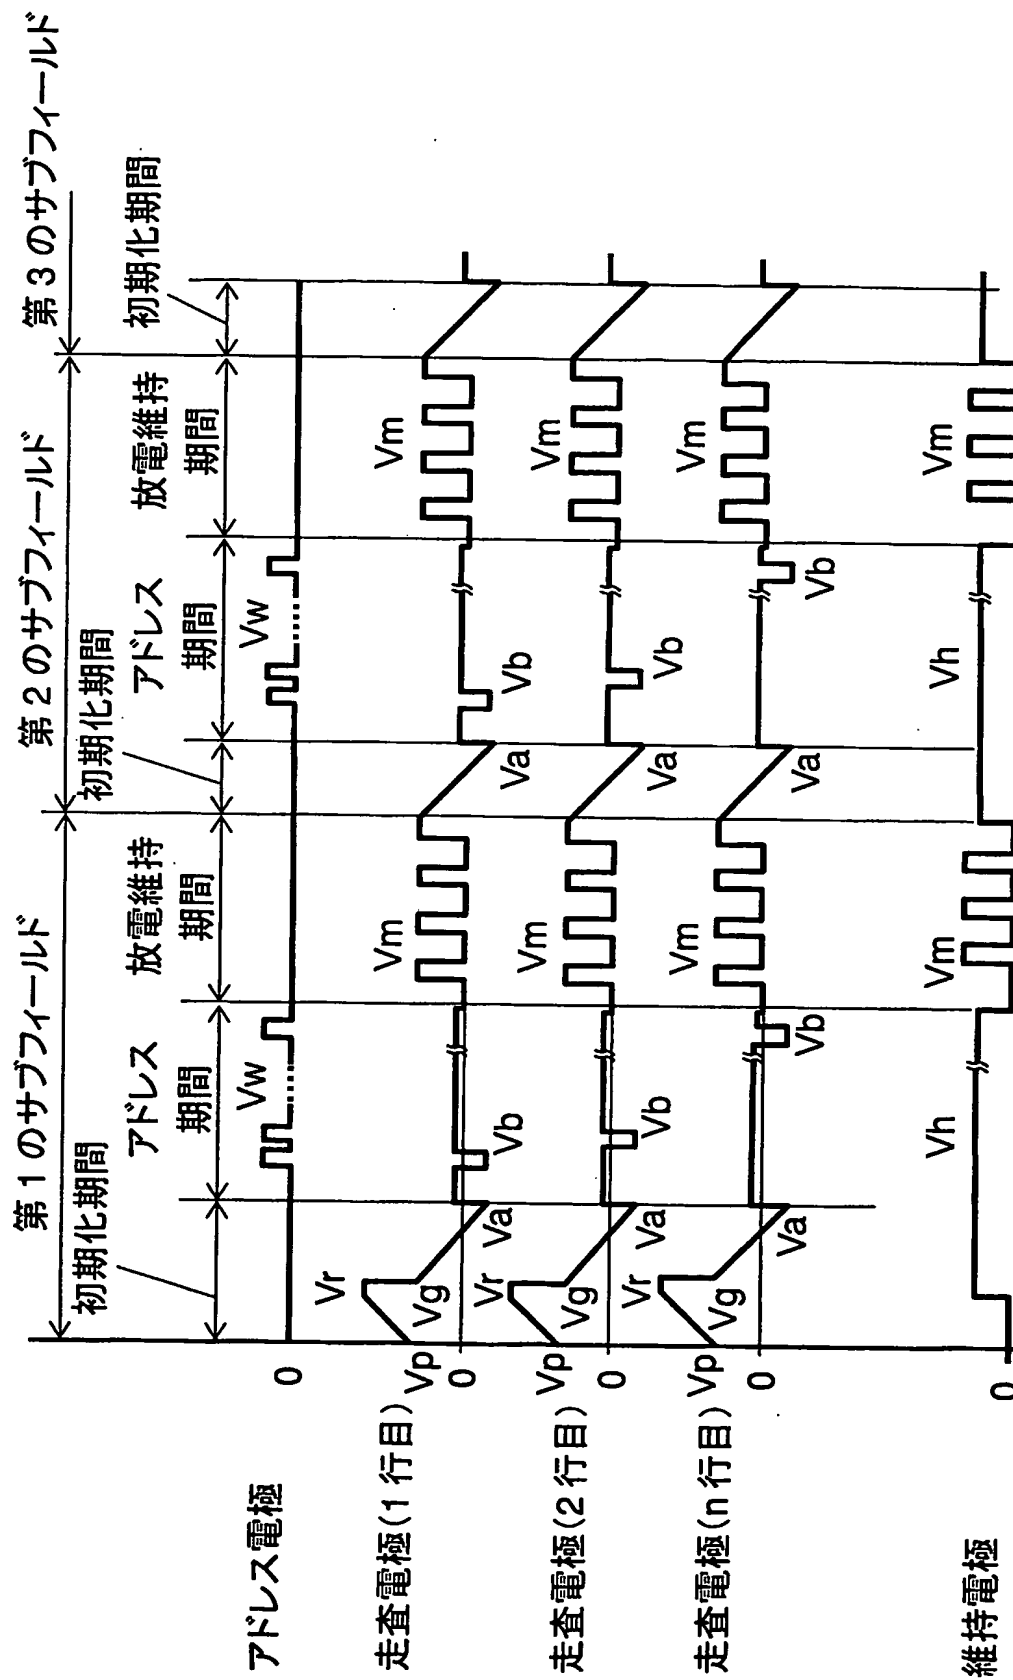 第1のサブフィールド
第2のサブフィールド
第3のサブフィールド
初期化期間
アドレス
期間
放電維持
期間
初期化期間
アドレス
期間
放電維持
期間
初期化期間
アドレス電極
0
Vw
Vw
走査電極(1行目)
Vp
0
Vr
Vg
Va
Vb
Vm
Va
Vb
Vm
走査電極(2行目)
Vp
0
Vr
Vg
Va
Vb
Vm
Va
Vb
Vm
走査電極(n行目)
Vp
0
Vr
Vg
Va
Vb
Vm
Va
Vb
Vm
維持電極
0
Vh
Vm
Vh
Vm